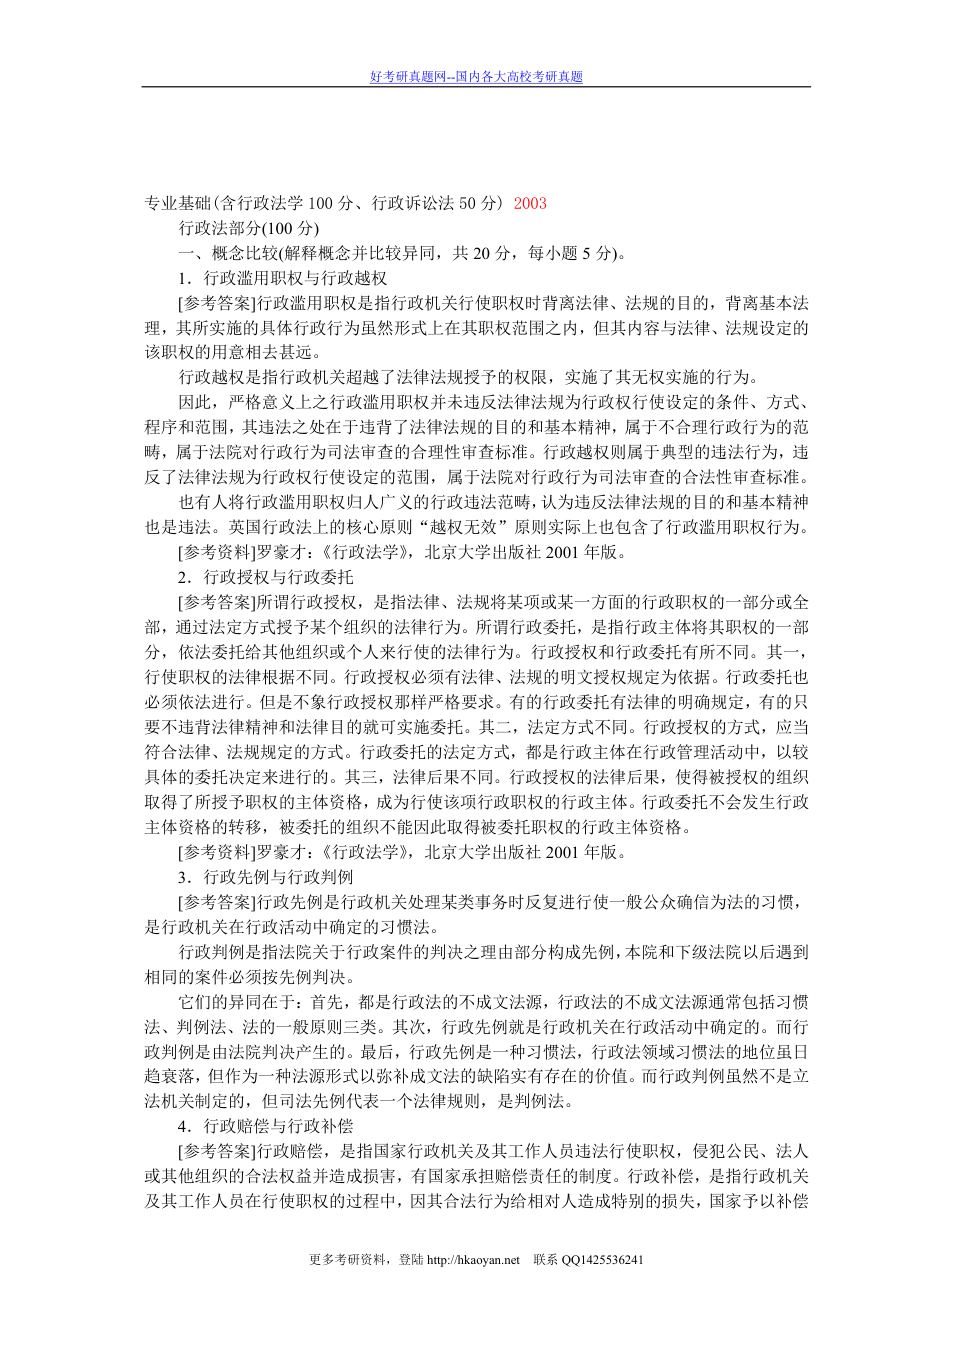 好考研真题网--国内各大高校考研真题
专业基础(含行政法学 100 分、行政诉讼法 50 分) 2003
行政法部分(100 分)
一、概念比较(解释概念并比较异同，共 20 分，每小题 5 分)。
1．行政滥用职权与行政越权
[参考答案]行政滥用职权是指行政机关行使职权时背离法律、法规的目的，背离基本法
理，其所实施的具体行政行为虽然形式上在其职权范围之内，但其内容与法律、法规设定的
该职权的用意相去甚远。
行政越权是指行政机关超越了法律法规授予的权限，实施了其无权实施的行为。
因此，严格意义上之行政滥用职权并未违反法律法规为行政权行使设定的条件、方式、
程序和范围，其违法之处在于违背了法律法规的目的和基本精神，属于不合理行政行为的范
畴，属于法院对行政行为司法审查的合理性审查标准。行政越权则属于典型的违法行为，违
反了法律法规为行政权行使设定的范围，属于法院对行政行为司法审查的合法性审查标准。
也有人将行政滥用职权归人广义的行政违法范畴，认为违反法律法规的目的和基本精神
也是违法。英国行政法上的核心原则“越权无效”原则实际上也包含了行政滥用职权行为。
[参考资料]罗豪才：《行政法学》，北京大学出版社 2001 年版。
2．行政授权与行政委托
[参考答案]所谓行政授权，是指法律、法规将某项或某一方面的行政职权的一部分或全
部，通过法定方式授予某个组织的法律行为。所谓行政委托，是指行政主体将其职权的一部
分，依法委托给其他组织或个人来行使的法律行为。行政授权和行政委托有所不同。其一，
行使职权的法律根据不同。行政授权必须有法律、法规的明文授权规定为依据。行政委托也
必须依法进行。但是不象行政授权那样严格要求。有的行政委托有法律的明确规定，有的只
要不违背法律精神和法律目的就可实施委托。其二，法定方式不同。行政授权的方式，应当
符合法律、法规规定的方式。行政委托的法定方式，都是行政主体在行政管理活动中，以较
具体的委托决定来进行的。其三，法律后果不同。行政授权的法律后果，使得被授权的组织
取得了所授予职权的主体资格，成为行使该项行政职权的行政主体。行政委托不会发生行政
主体资格的转移，被委托的组织不能因此取得被委托职权的行政主体资格。
[参考资料]罗豪才：《行政法学》，北京大学出版社 2001 年版。
3．行政先例与行政判例
[参考答案]行政先例是行政机关处理某类事务时反复进行使一般公众确信为法的习惯，
是行政机关在行政活动中确定的习惯法。
行政判例是指法院关于行政案件的判决之理由部分构成先例，本院和下级法院以后遇到
相同的案件必须按先例判决。
它们的异同在于：首先，都是行政法的不成文法源，行政法的不成文法源通常包括习惯
法、判例法、法的一般原则三类。其次，行政先例就是行政机关在行政活动中确定的。而行
政判例是由法院判决产生的。最后，行政先例是一种习惯法，行政法领域习惯法的地位虽日
趋衰落，但作为一种法源形式以弥补成文法的缺陷实有存在的价值。而行政判例虽然不是立
法机关制定的，但司法先例代表一个法律规则，是判例法。
4．行政赔偿与行政补偿
[参考答案]行政赔偿，是指国家行政机关及其工作人员违法行使职权，侵犯公民、法人
或其他组织的合法权益并造成损害，有国家承担赔偿责任的制度。行政补偿，是指行政机关
及其工作人员在行使职权的过程中，因其合法行为给相对人造成特别的损失，国家予以补偿
更多考研资料，登陆 http://hkaoyan.net 联系 QQ1425536241